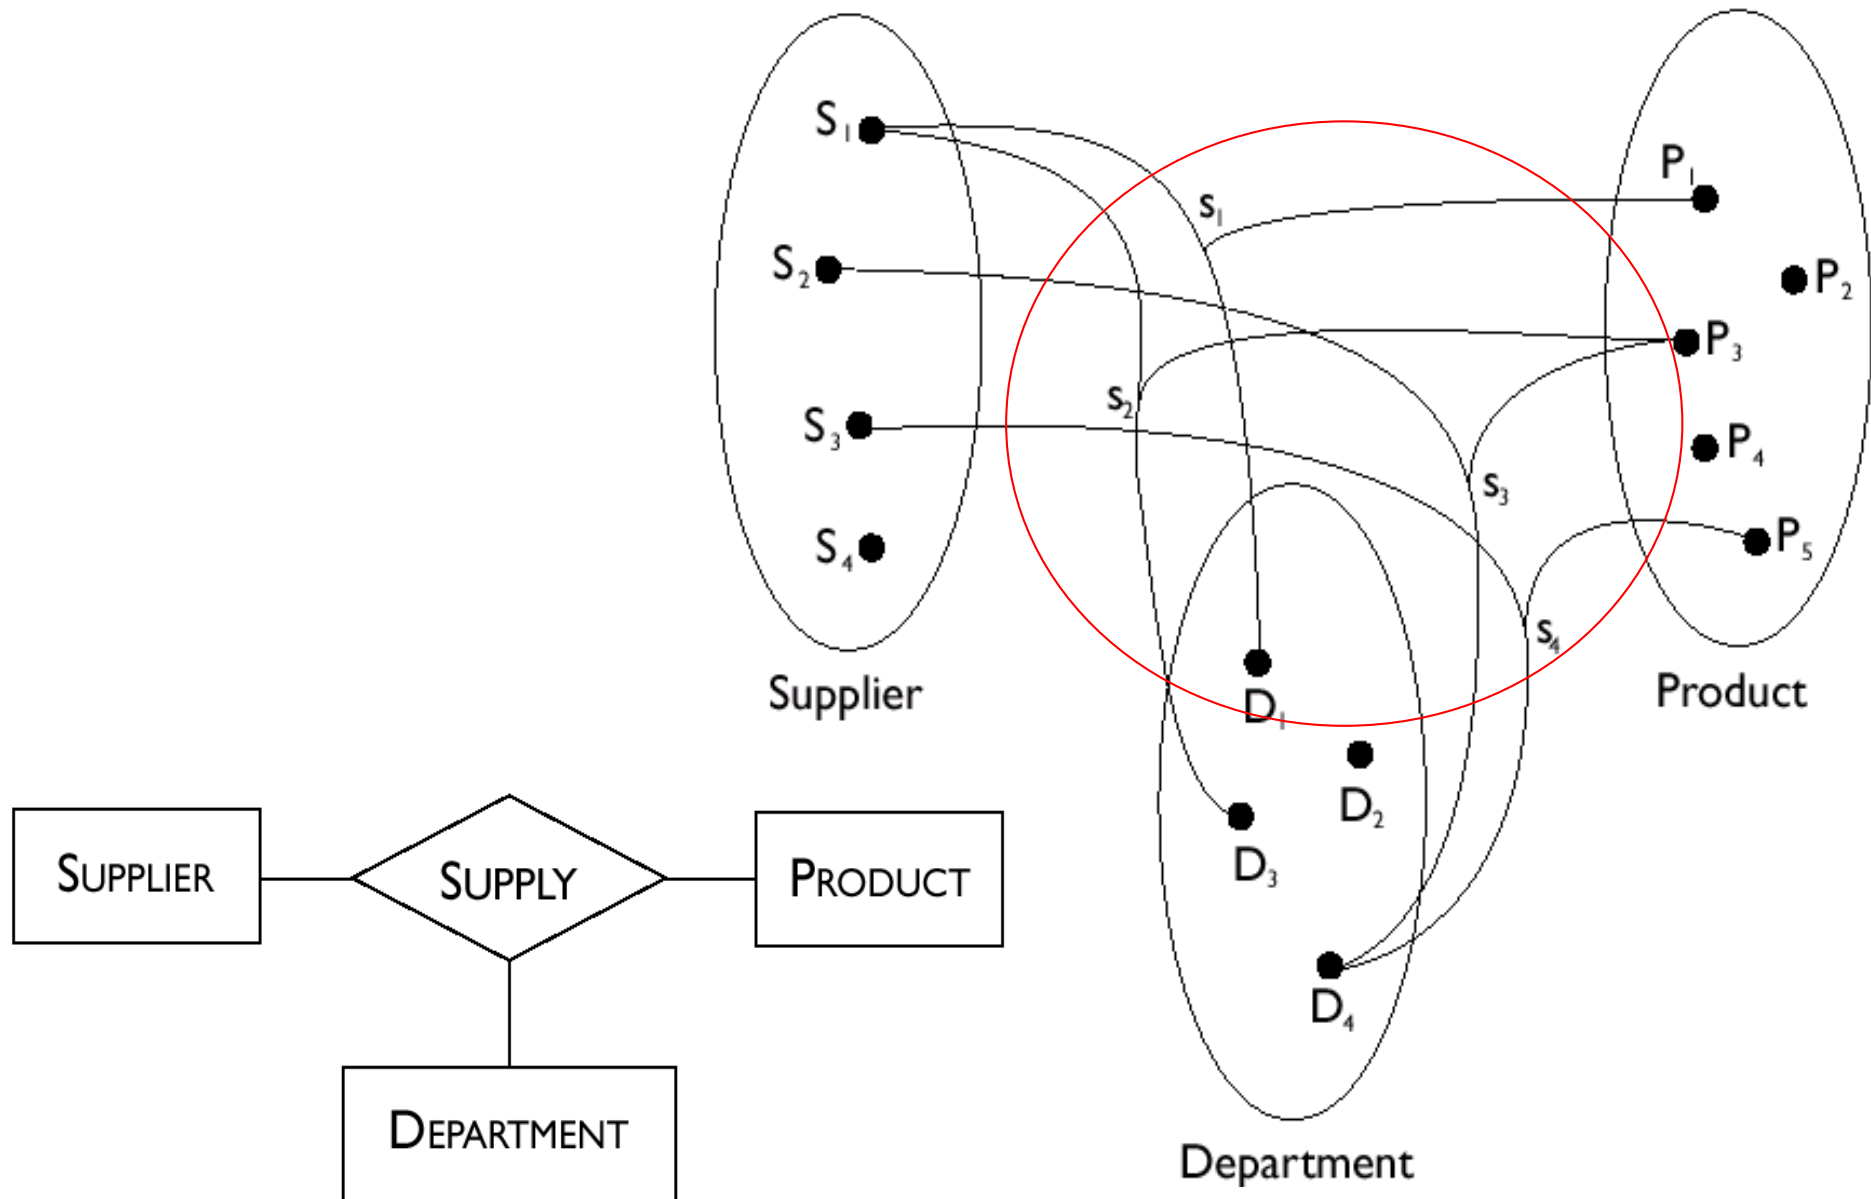 S₁
S₂
S₃
S₄
Supplier
s₁
s₂
s₃
s₄
P₁
P₂
P₃
P₄
P₅
Product
D₁
D₂
D₃
D₄
Department
SUPPLIER
SUPPLY
PRODUCT
DEPARTMENT